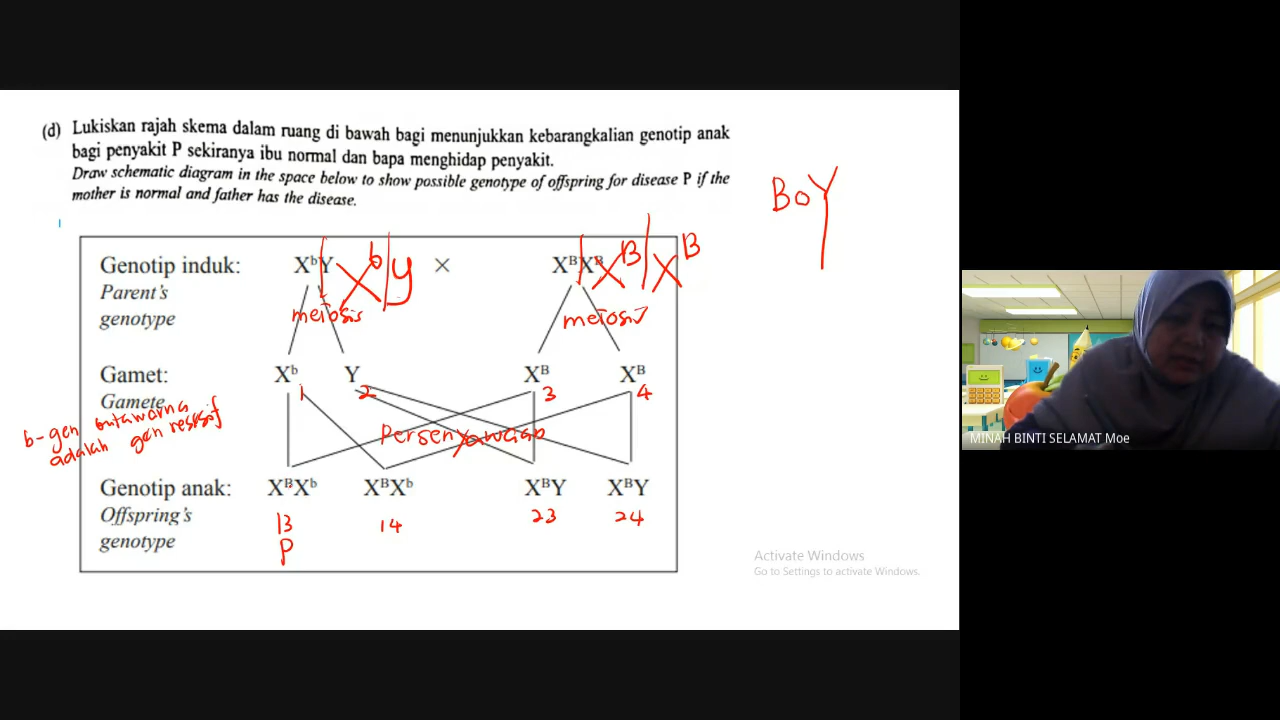 (d) Lukiskan rajah skema dalam ruang di bawah bagi menunjukkan kebarangkalian genotip anak
bagi penyakit P sekiranya ibu normal dan bapa menghidap penyakit.
Draw schematic diagram in the space below to show possible genotype of offspring for disease P if the
mother is normal and father has the disease.
BOY
Genotip induk: XᵇY × XᴮXᴮ
Xᵇ|y Xᴮ|Xᴮ
Parent's
genotype
meiosis meiosis
Gamet: Xᵇ Y Xᴮ Xᴮ
Gamete
1 2 3 4
b-gen butawarna
adalah gen resesif
Persenyawaan
Genotip anak: XᴮXᵇ XᴮXᵇ XᴮY XᴮY
Offspring's
13 14 23 24
genotype
P
MINAH BINTI SELAMAT Moe
Activate Windows
Go to Settings to activate Windows.